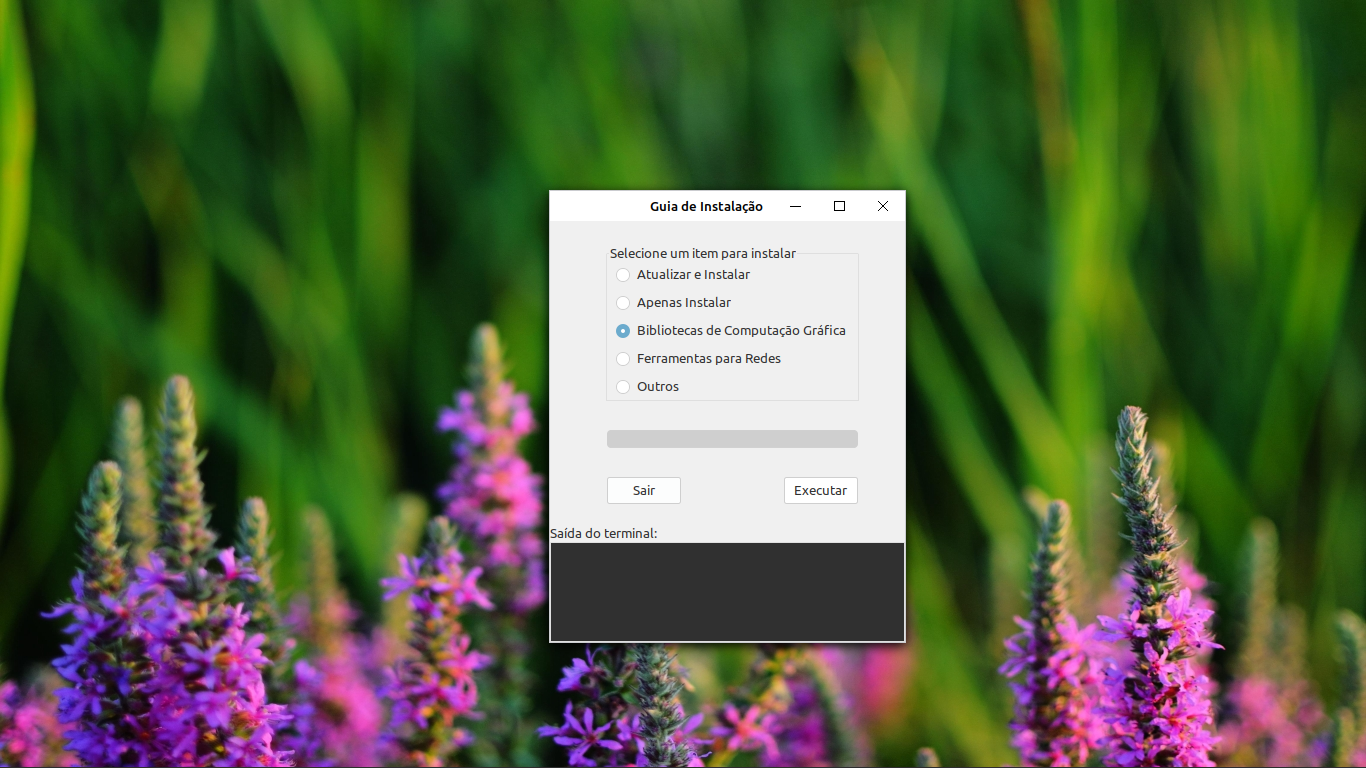 Guia de Instalação
Selecione um item para instalar
Atualizar e Instalar
Apenas Instalar
Bibliotecas de Computação Gráfica
Ferramentas para Redes
Outros
Sair
Executar
Saída do terminal: